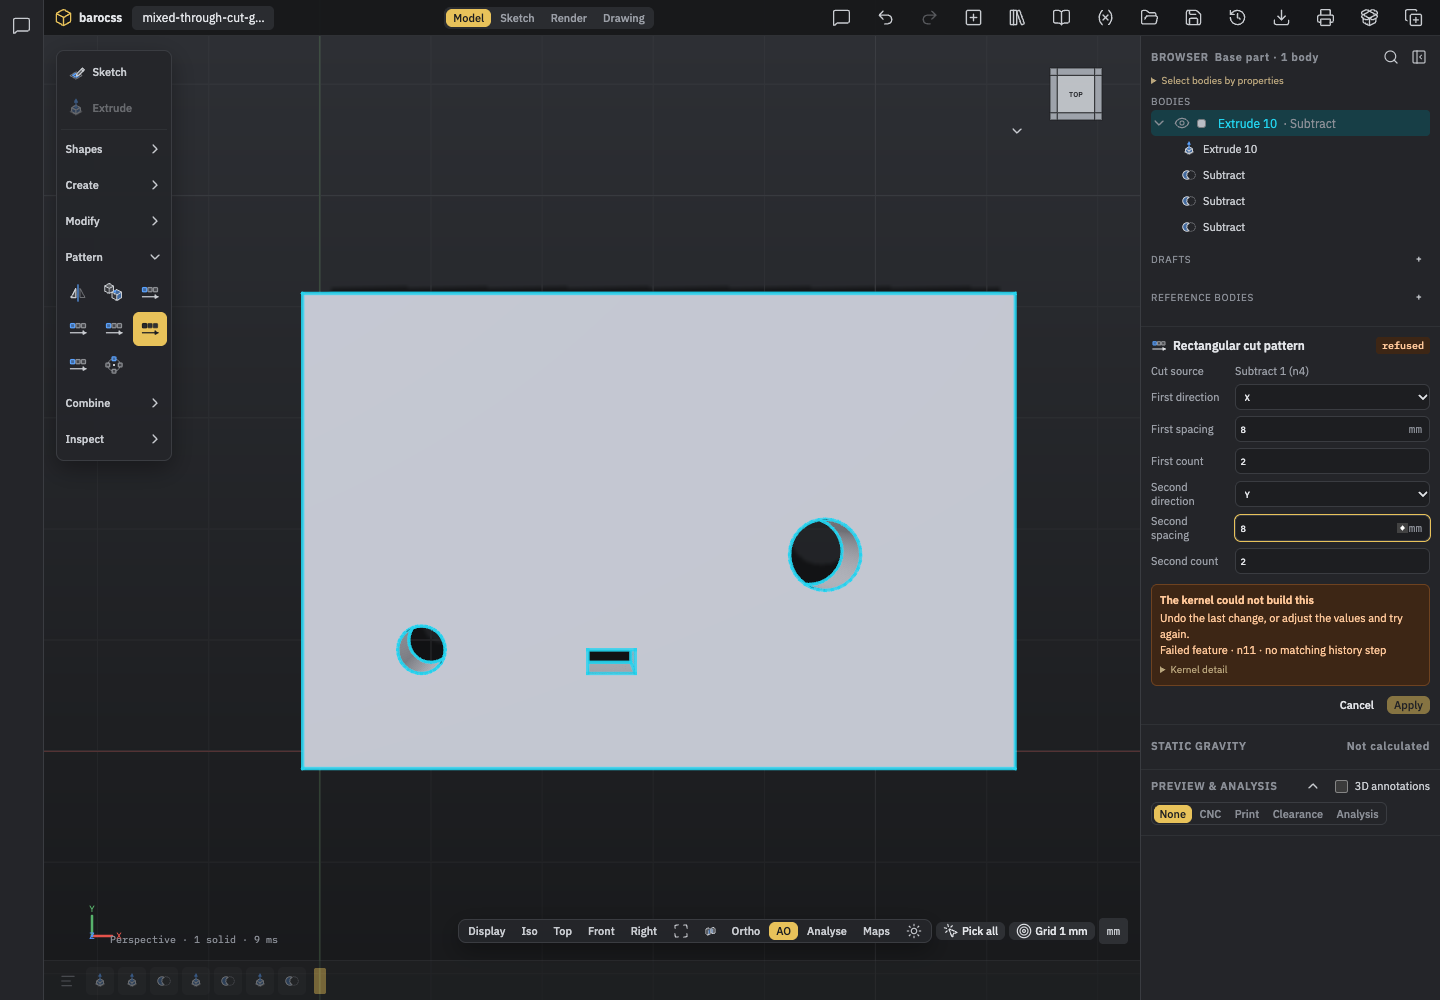 barocss
mixed-through-cut-g...
Model
Sketch
Render
Drawing
Sketch
Extrude
Shapes
Create
Modify
Pattern
Combine
Inspect
TOP
BROWSER Base part · 1 body
Select bodies by properties
BODIES
Extrude 10 · Subtract
Extrude 10
Subtract
Subtract
Subtract
DRAFTS
REFERENCE BODIES
Rectangular cut pattern
refused
Cut source Subtract 1 (n4)
First direction X
First spacing 8 mm
First count 2
Second direction Y
Second spacing 8 mm
Second count 2
The kernel could not build this
Undo the last change, or adjust the values and try
again.
Failed feature · n11 · no matching history step
Kernel detail
Cancel
Apply
STATIC GRAVITY Not calculated
PREVIEW & ANALYSIS
3D annotations
None
CNC
Print
Clearance
Analysis
Y
X
Z
Perspective · 1 solid · 9 ms
Display
Iso
Top
Front
Right
Ortho
AO
Analyse
Maps
Pick all
Grid 1 mm
mm